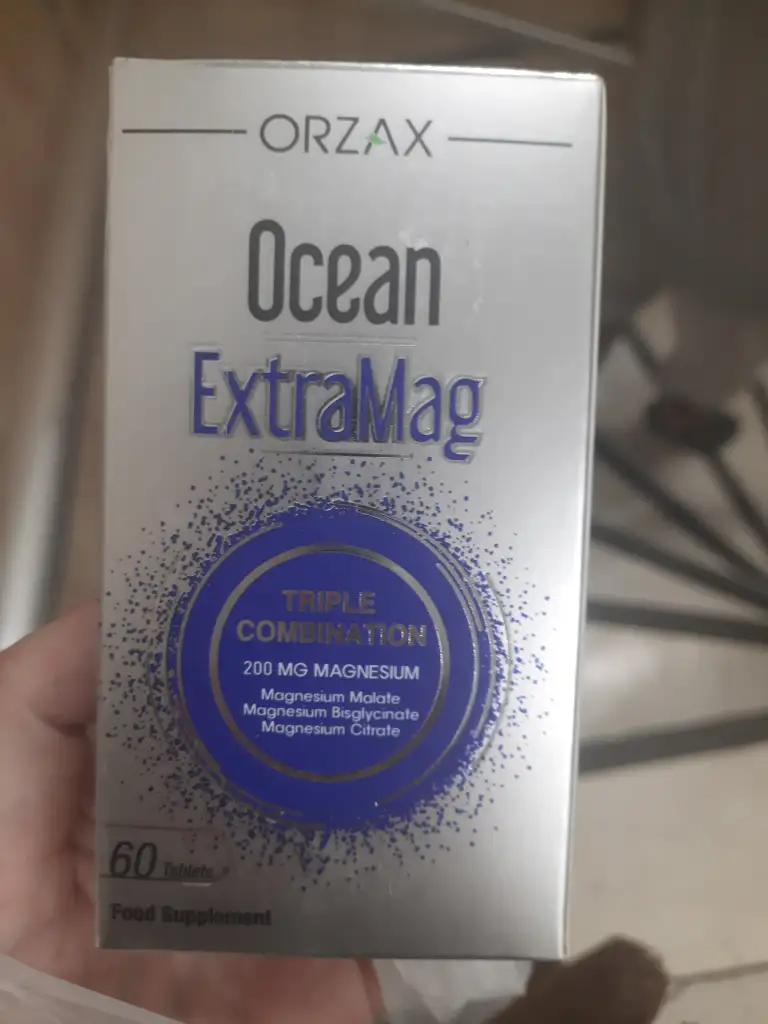 ORZAX
Ocean
ExtraMag
TRIPLE
COMBINATION
200 MG MAGNESIUM
Magnesium Malate
Magnesium Bisglycinate
Magnesium Citrate
60 Tablets
Food Supplement